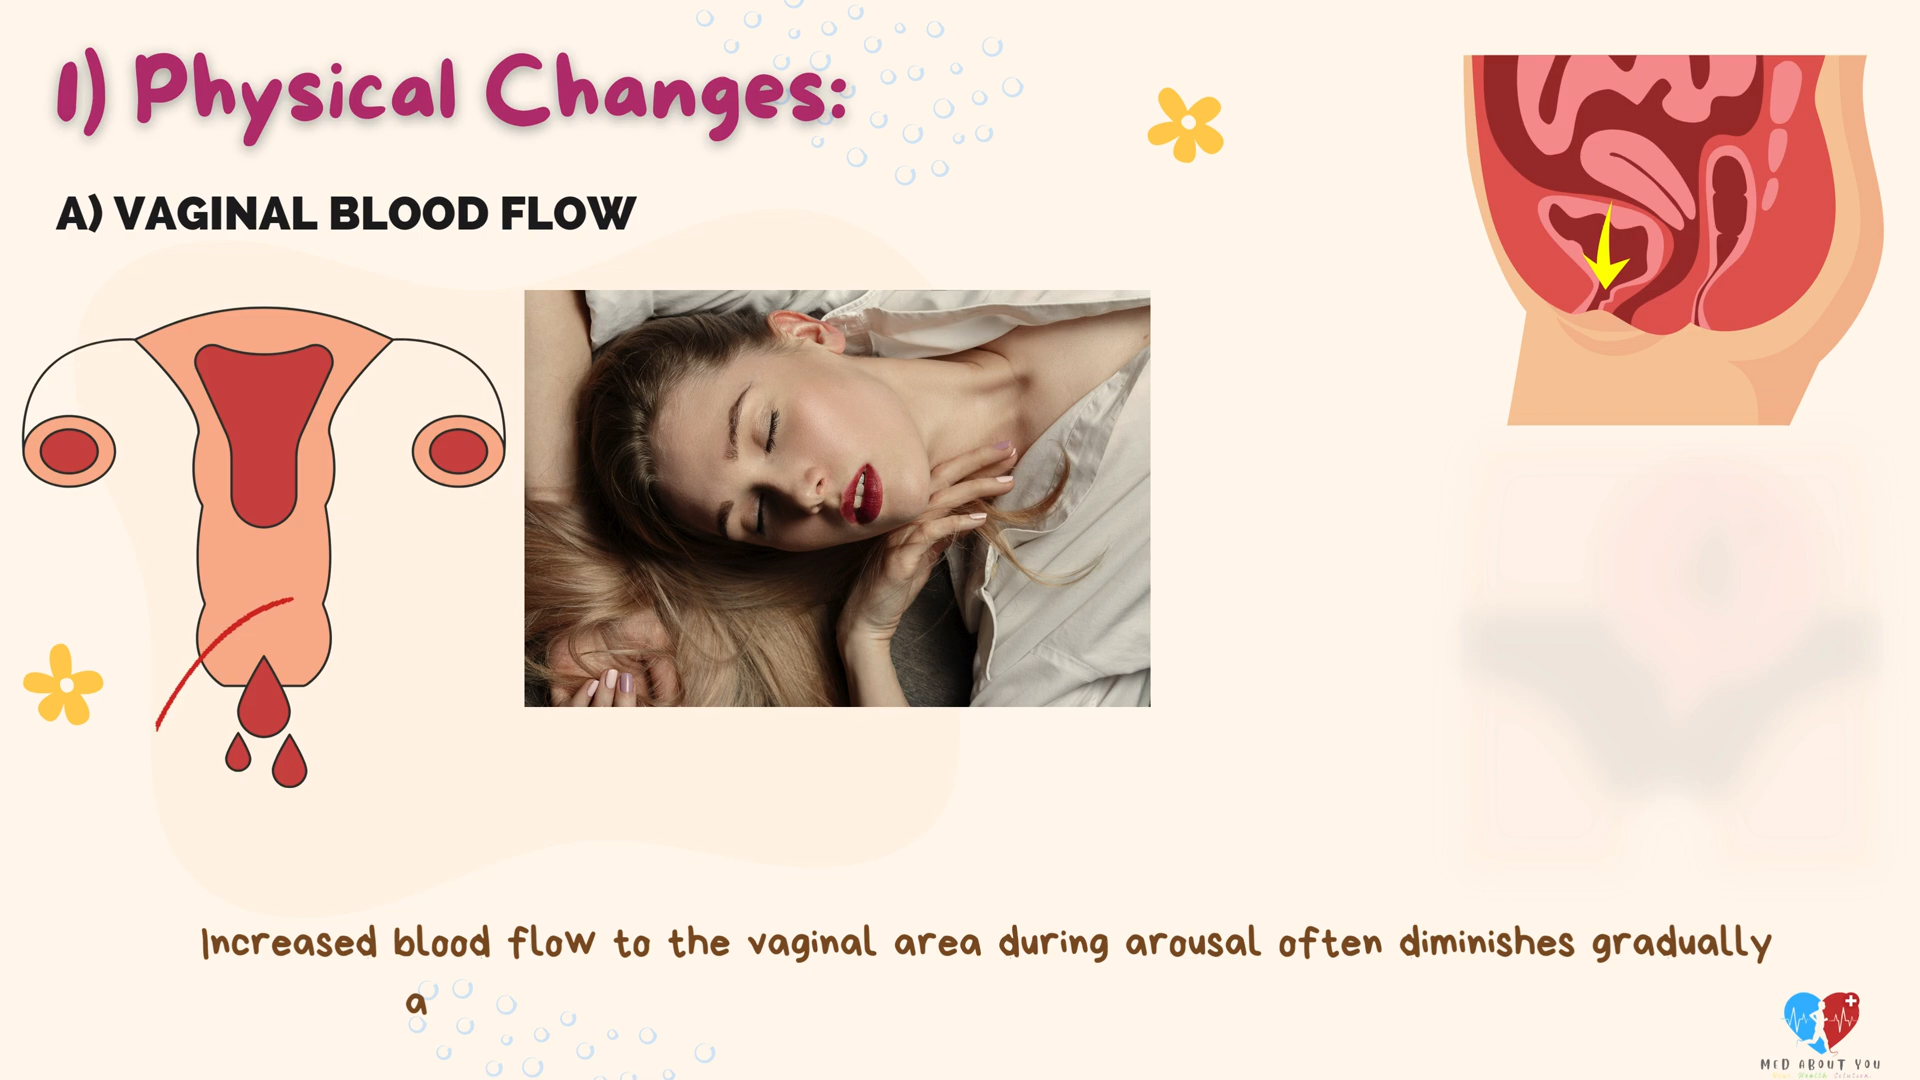 1) Physical Changes:
A) VAGINAL BLOOD FLOW
Increased blood flow to the vaginal area during arousal often diminishes gradually
a
MED ABOUT YOU